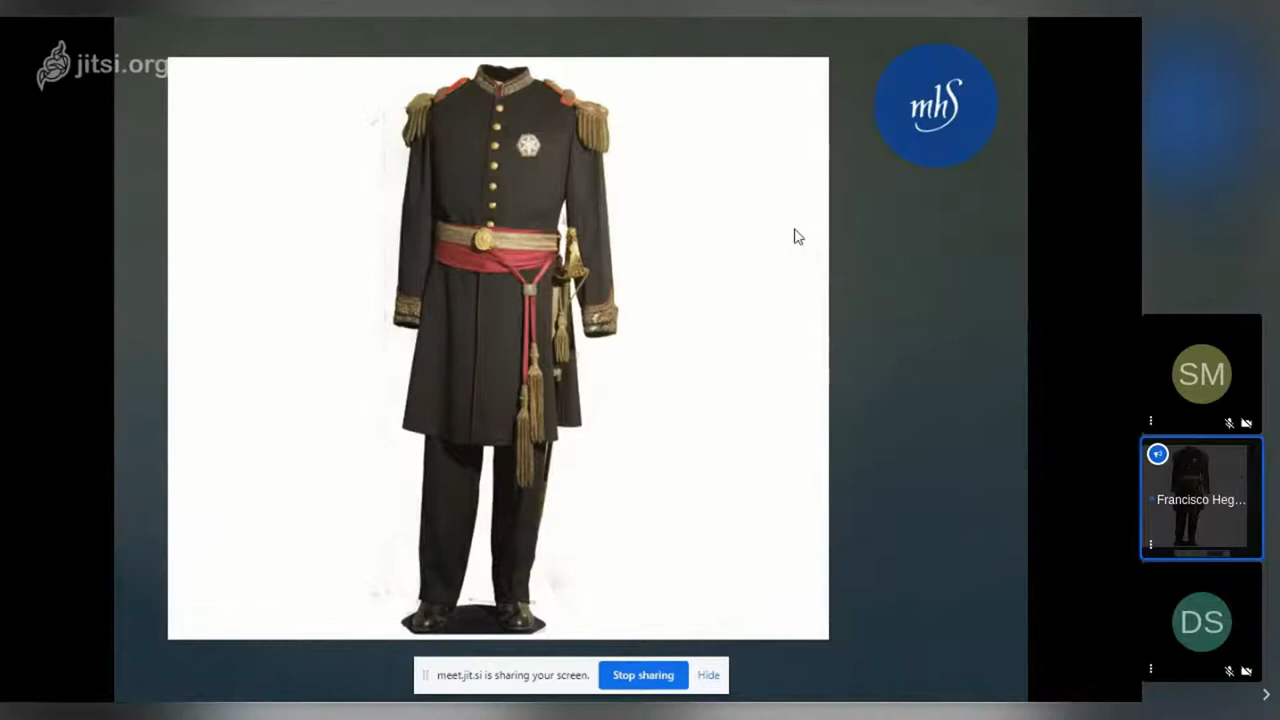 jitsi.org
mhS
SM
Francisco Heg...
DS
meet.jit.si is sharing your screen.
Stop sharing
Hide